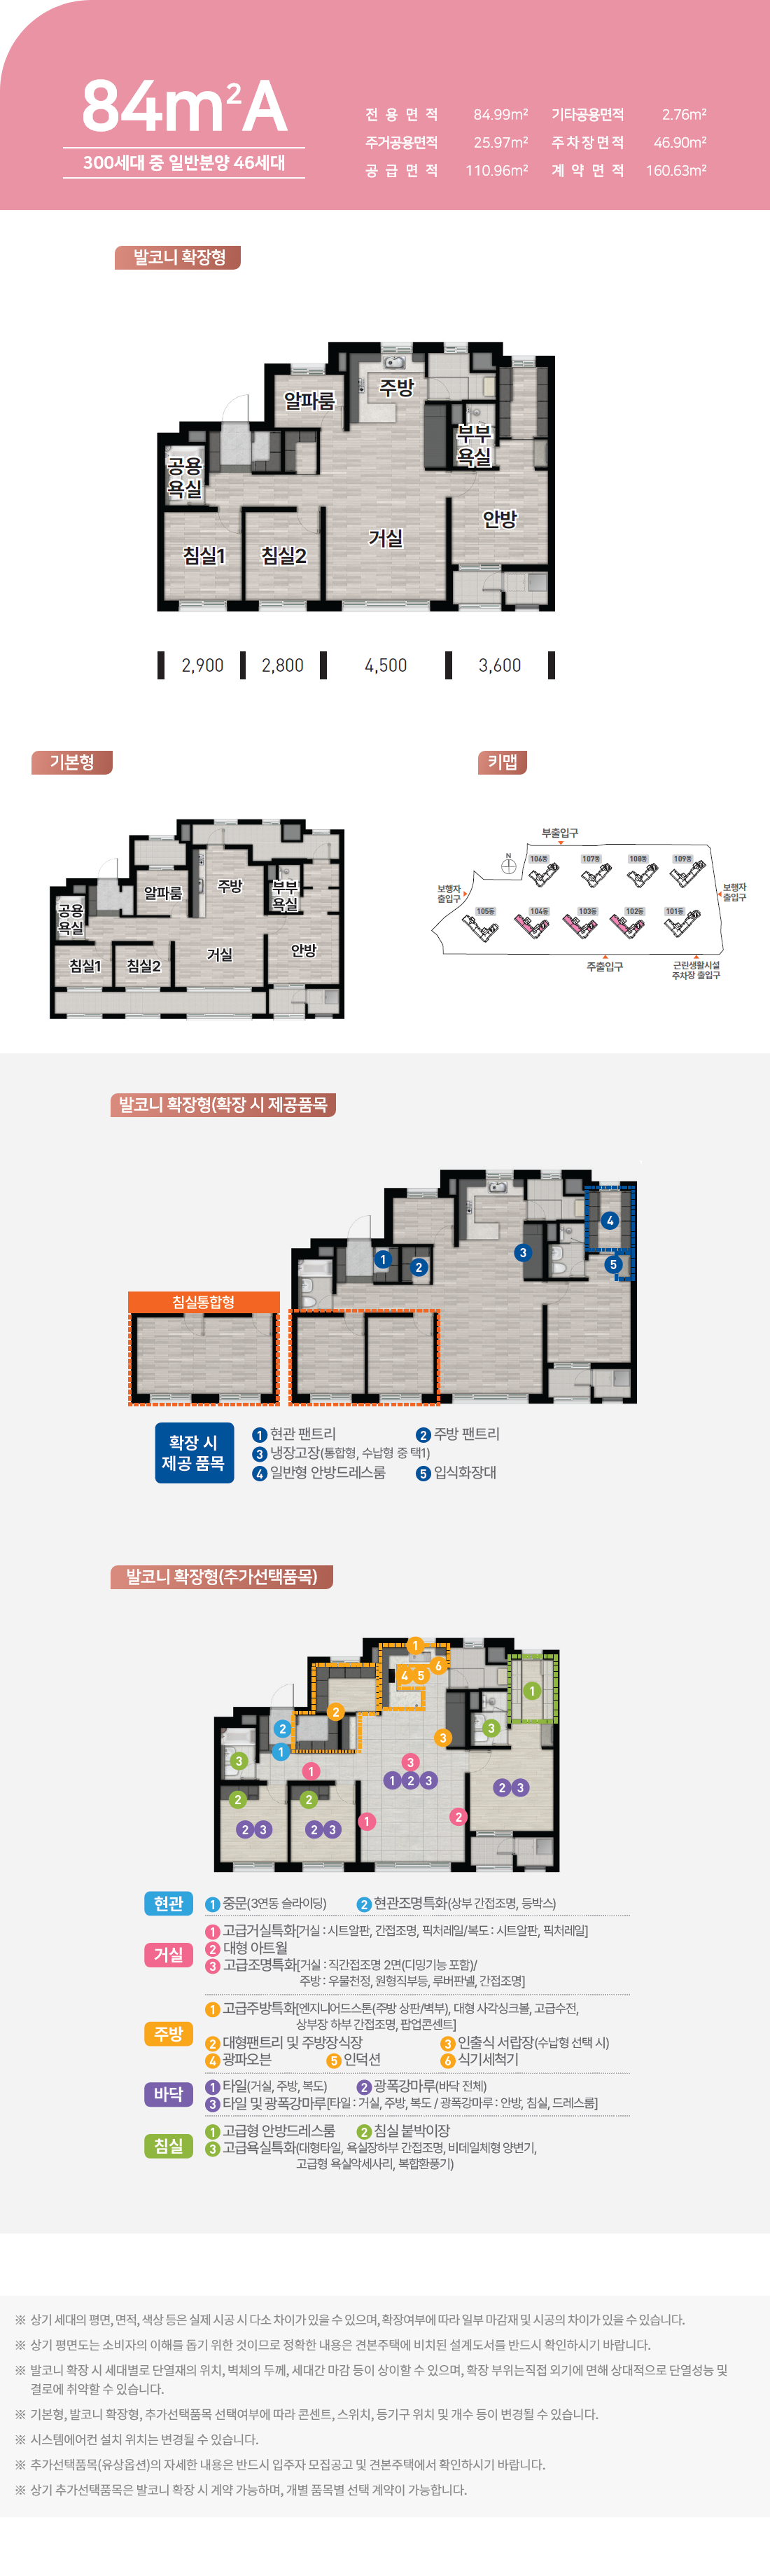 84m²A
300세대 중 일반분양 46세대
전용면적 84.99m² 기타공용면적 2.76m²
주거공용면적 25.97m² 주차장면적 46.90m²
공급면적 110.96m² 계약면적 160.63m²
발코니 확장형
주방
알파룸
부부
욕실
공용
욕실
안방
거실
침실1
침실2
2,900 2,800 4,500 3,600
기본형
키맵
알파룸
주방
부부
욕실
공용
욕실
거실
안방
침실1
침실2
부출입구
N
106동 107동 108동 109동
보행자
출입구
보행자
출입구
105동 104동 103동 102동 101동
주출입구
근린생활시설
주차장 출입구
발코니 확장형(확장 시 제공품목
4
1
2
3
5
침실통합형
확장 시
제공 품목
1 현관 팬트리 2 주방 팬트리
3 냉장고장(통합형, 수납형 중 택1)
4 일반형 안방드레스룸 5 입식화장대
발코니 확장형(추가선택품목)
1
6
4 5
1
2
2
3
3
1
3
1
3
1 2 3
2 3
2
2
1
2
2 3
2 3
현관
1 중문(3연동 슬라이딩) 2 현관조명특화(상부 간접조명, 등박스)
거실
1 고급거실특화[거실 : 시트알판, 간접조명, 픽처레일/복도 : 시트알판, 픽처레일]
2 대형 아트월
3 고급조명특화[거실 : 직간접조명 2면(디밍기능 포함)/
주방 : 우물천정, 원형직부등, 루버판넬, 간접조명]
주방
1 고급주방특화[엔지니어드스톤(주방 상판/벽부), 대형 사각싱크볼, 고급수전,
상부장 하부 간접조명, 팝업콘센트]
2 대형팬트리 및 주방장식장 3 인출식 서랍장(수납형 선택 시)
4 광파오븐 5 인덕션 6 식기세척기
바닥
1 타일(거실, 주방, 복도) 2 광폭강마루(바닥 전체)
3 타일 및 광폭강마루[타일 : 거실, 주방, 복도 / 광폭강마루 : 안방, 침실, 드레스룸]
침실
1 고급형 안방드레스룸 2 침실 붙박이장
3 고급욕실특화(대형타일, 욕실장하부 간접조명, 비데일체형 양변기,
고급형 욕실악세사리, 복합환풍기)
※ 상기 세대의 평면, 면적, 색상 등은 실제 시공 시 다소 차이가 있을 수 있으며, 확장여부에 따라 일부 마감재 및 시공의 차이가 있을 수 있습니다.
※ 상기 평면도는 소비자의 이해를 돕기 위한 것이므로 정확한 내용은 견본주택에 비치된 설계도서를 반드시 확인하시기 바랍니다.
※ 발코니 확장 시 세대별로 단열재의 위치, 벽체의 두께, 세대간 마감 등이 상이할 수 있으며, 확장 부위는직접 외기에 면해 상대적으로 단열성능 및
결로에 취약할 수 있습니다.
※ 기본형, 발코니 확장형, 추가선택품목 선택여부에 따라 콘센트, 스위치, 등기구 위치 및 개수 등이 변경될 수 있습니다.
※ 시스템에어컨 설치 위치는 변경될 수 있습니다.
※ 추가선택품목(유상옵션)의 자세한 내용은 반드시 입주자 모집공고 및 견본주택에서 확인하시기 바랍니다.
※ 상기 추가선택품목은 발코니 확장 시 계약 가능하며, 개별 품목별 선택 계약이 가능합니다.